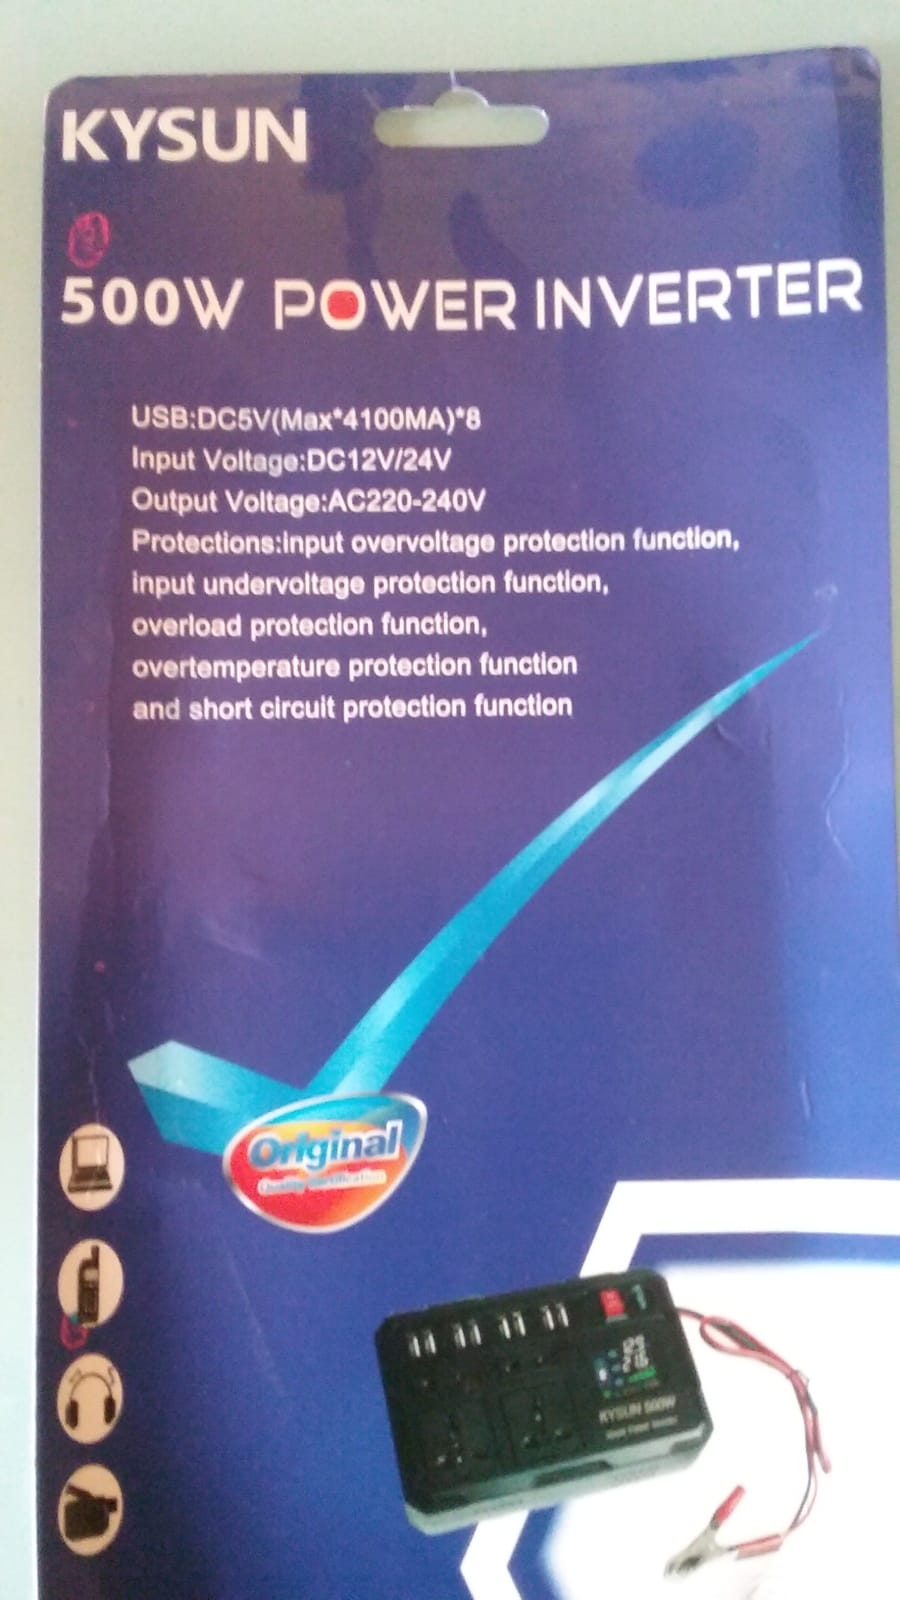 KYSUN
500W POWER INVERTER
USB:DC5V(Max*4100MA)*8
Input Voltage:DC12V/24V
Output Voltage:AC220-240V
Protections:input overvoltage protection function,
input undervoltage protection function,
overload protection function,
overtemperature protection function
and short circuit protection function
Original
Quality
KYSUN 500W